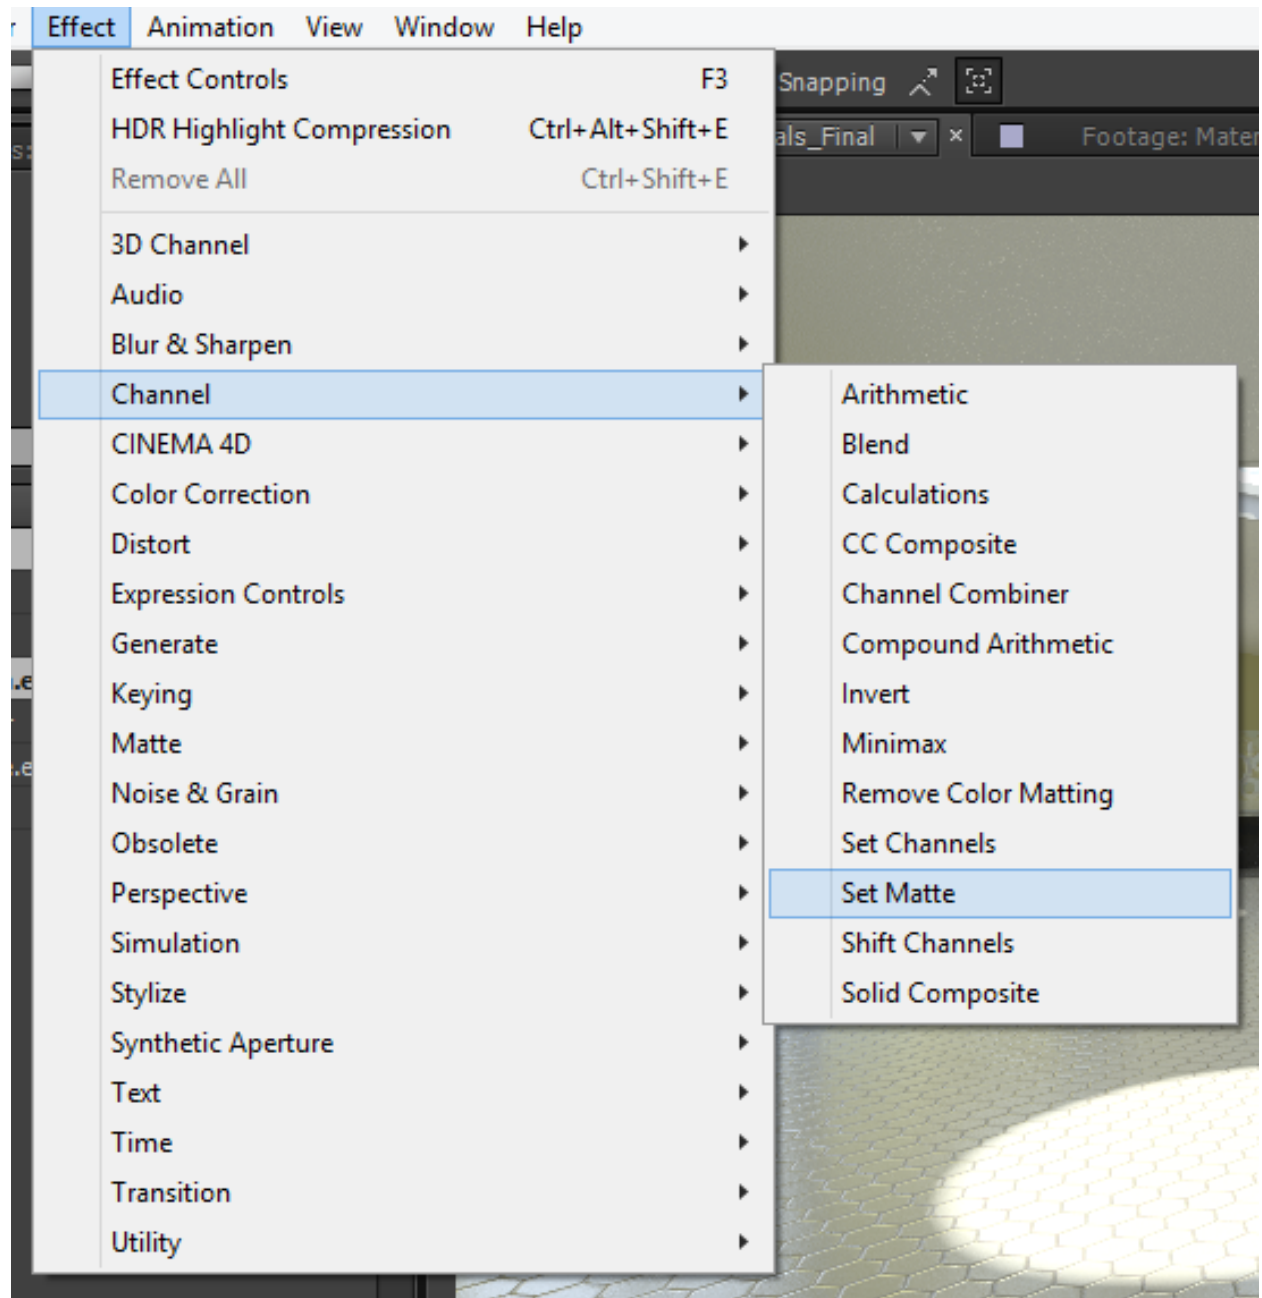 Effect Animation View Window Help
Effect Controls F3
Snapping
HDR Highlight Compression Ctrl+Alt+Shift+E
als_Final × Footage: Mater
Remove All Ctrl+Shift+E
3D Channel
Audio
Blur & Sharpen
Channel
CINEMA 4D
Color Correction
Distort
Expression Controls
Generate
Keying
Matte
Noise & Grain
Obsolete
Perspective
Simulation
Stylize
Synthetic Aperture
Text
Time
Transition
Utility
Arithmetic
Blend
Calculations
CC Composite
Channel Combiner
Compound Arithmetic
Invert
Minimax
Remove Color Matting
Set Channels
Set Matte
Shift Channels
Solid Composite